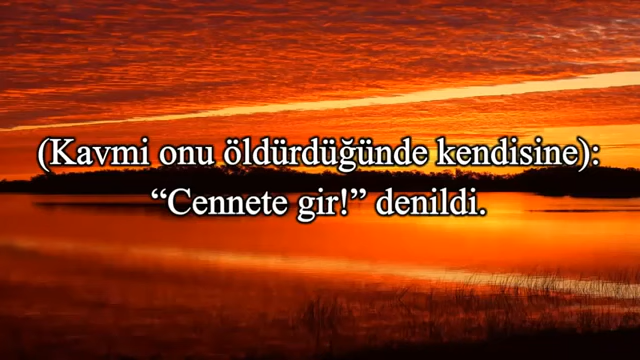 (Kavmi onu öldürdüğünde kendisine):
“Cennete gir!” denildi.